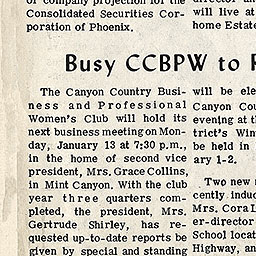 of company projection for the
Consolidated Securities Cor-
poration of Phoenix.
Busy CCBPW to
The Canyon Country Busi-
ness and Professional
Women's Club will hold its
next business meeting on Mon-
day, January 13 at 7:30 p.m.,
in the home of second vice
president, Mrs. Grace Collins,
in Mint Canyon. With the club
year three quarters com-
pleted, the president, Mrs.
Gertrude Shirley, has re-
quested up-to-date reports be
given by special and standing
director and
will live at
home Estate
will be ele
Canyon Cou
evening at th
trict's Win
be held in
ary 1-2.
Two new
cently induc
Mrs. Cora L
er-director
School locat
Highway, an